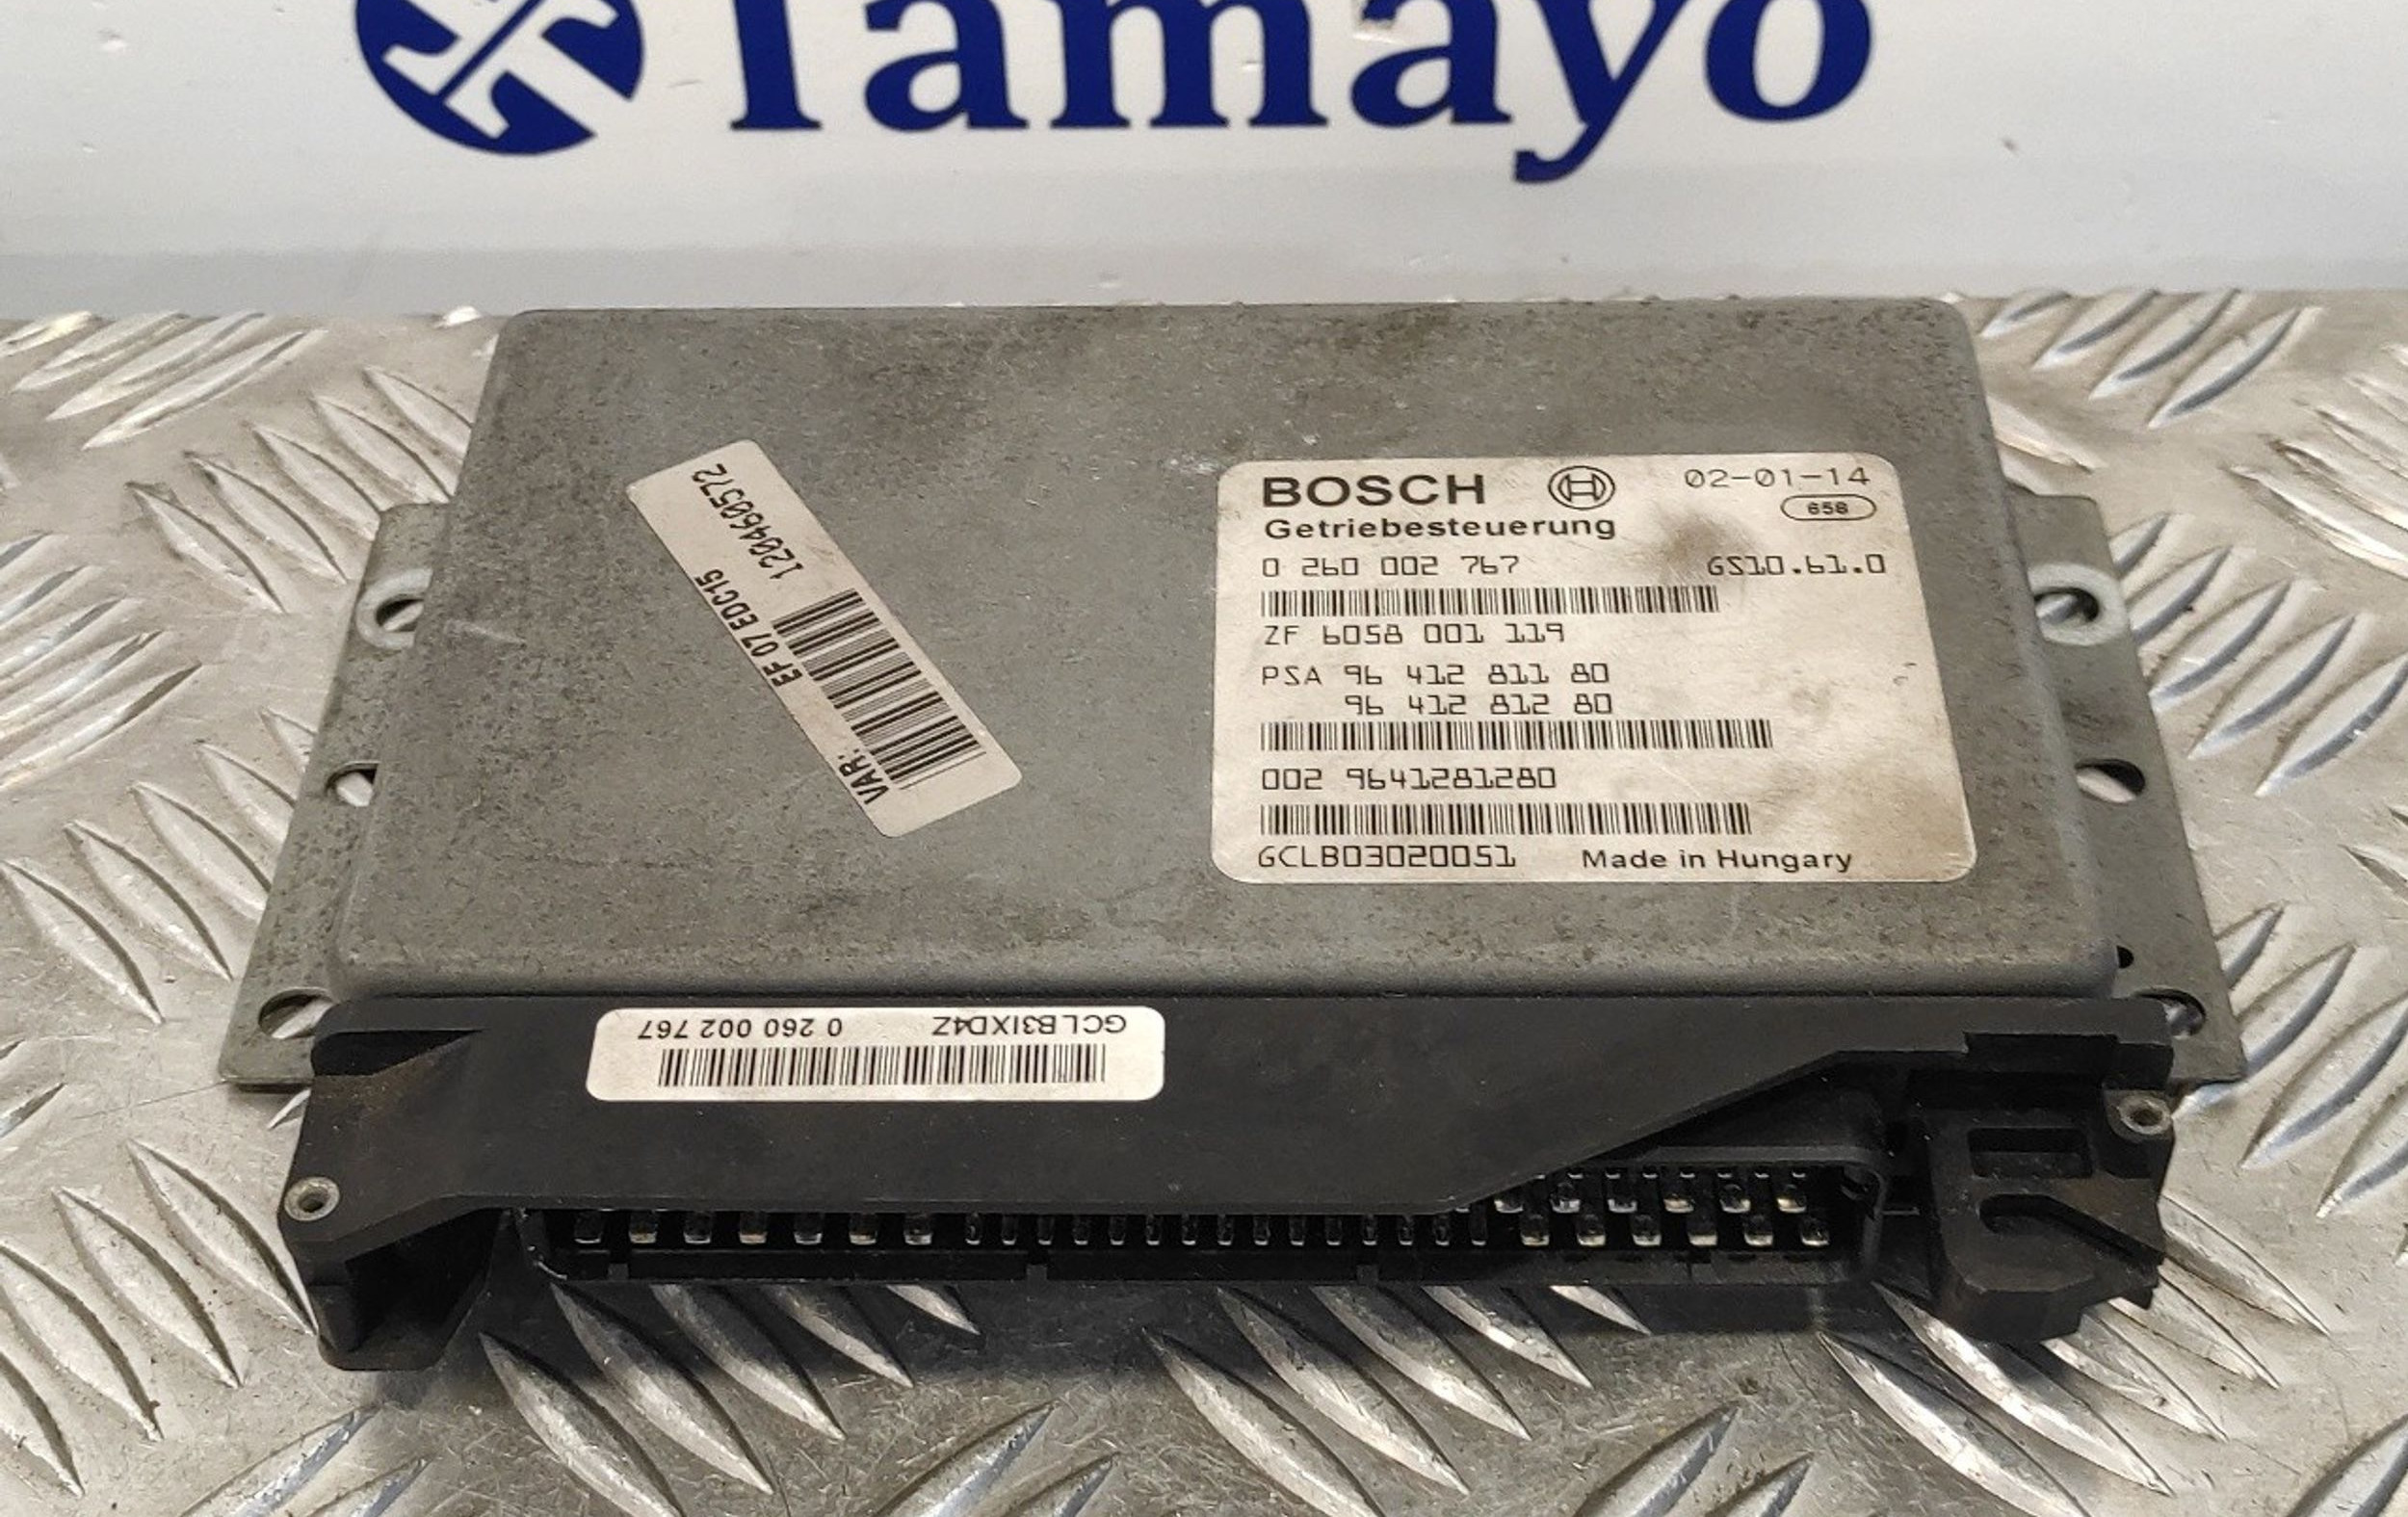 Tamayo
BOSCH 02-01-14
658
Getriebesteuerung
0 260 002 767 GS10.61.0
ZF 6058 001 119
PSA 96 412 811 80
96 412 812 80
002 9641281280
GCLB03020051 Made in Hungary
1204460572
VAR: EF 07 EDC15
GCLB31XD4Z 0 260 002 767